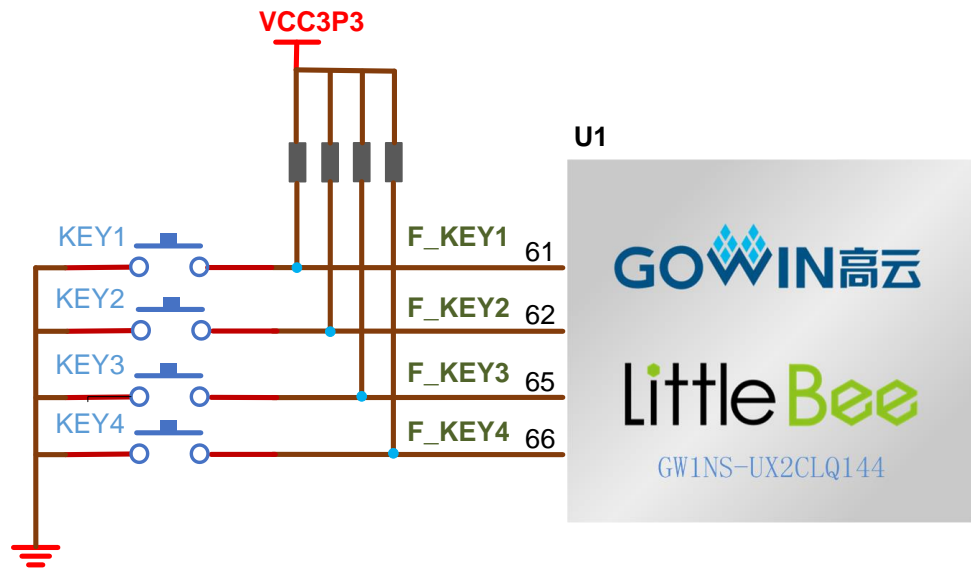 VCC3P3
U1
KEY1
F_KEY1
61
GOWIN高云
KEY2
F_KEY2
62
KEY3
F_KEY3
65
LittleBee
KEY4
F_KEY4
66
GW1NS-UX2CLQ144